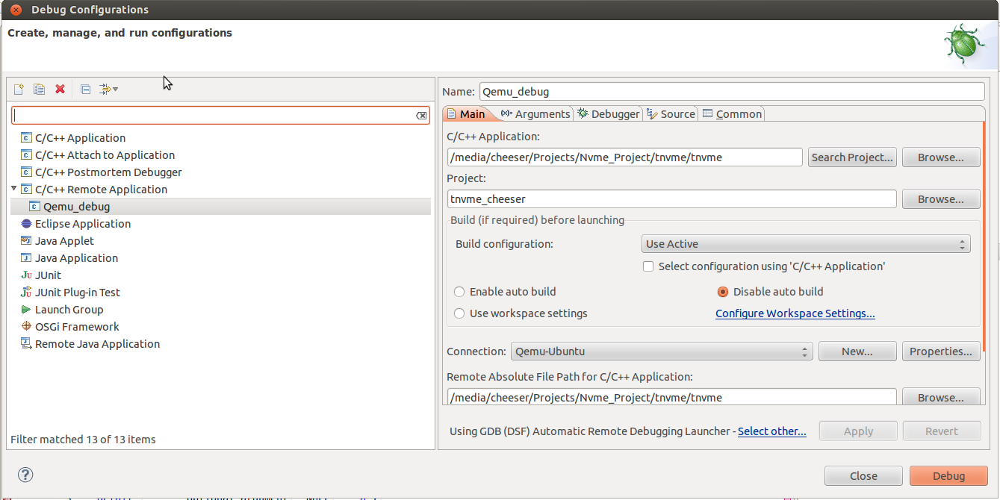 Debug Configurations
Create, manage, and run configurations
Name: Qemu_debug
Main Arguments Debugger Source Common
C/C++ Application
C/C++ Attach to Application
C/C++ Postmortem Debugger
C/C++ Remote Application
Qemu_debug
Eclipse Application
Java Applet
Java Application
JUnit
JUnit Plug-in Test
Launch Group
OSGi Framework
Remote Java Application
Filter matched 13 of 13 items
C/C++ Application:
/media/cheeser/Projects/Nvme_Project/tnvme/tnvme Search Project... Browse...
Project:
tnvme_cheeser Browse...
Build (if required) before launching
Build configuration: Use Active
Select configuration using 'C/C++ Application'
Enable auto build Disable auto build
Use workspace settings Configure Workspace Settings...
Connection: Qemu-Ubuntu New... Properties...
Remote Absolute File Path for C/C++ Application:
/media/cheeser/Projects/Nvme_Project/tnvme/tnvme Browse...
Using GDB (DSF) Automatic Remote Debugging Launcher - Select other... Apply Revert
Close Debug